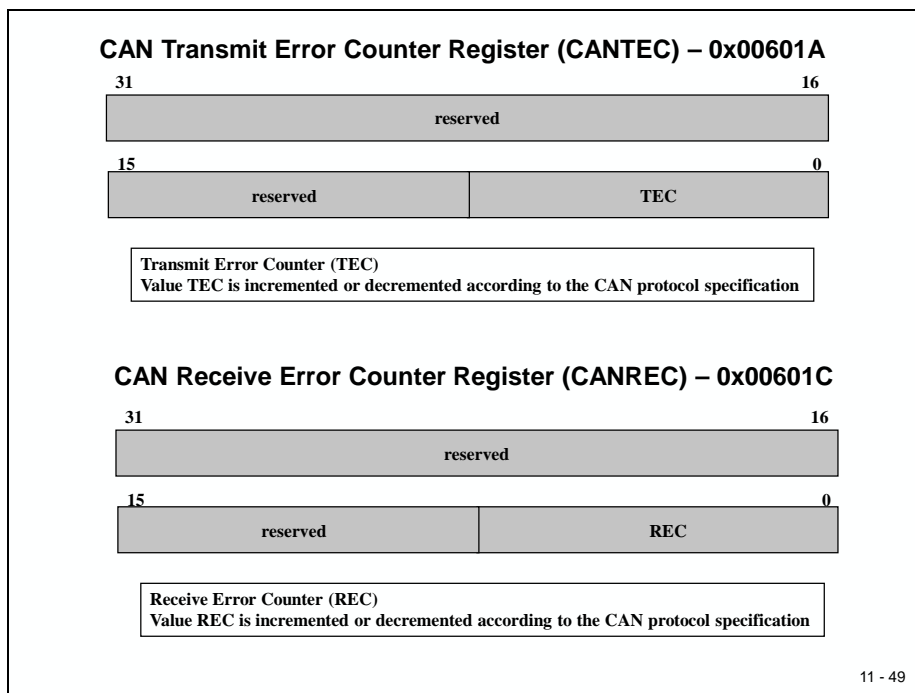 CAN Transmit Error Counter Register (CANTEC) – 0x00601A
31 16
reserved
15 0
reserved TEC
Transmit Error Counter (TEC)
Value TEC is incremented or decremented according to the CAN protocol specification
CAN Receive Error Counter Register (CANREC) – 0x00601C
31 16
reserved
15 0
reserved REC
Receive Error Counter (REC)
Value REC is incremented or decremented according to the CAN protocol specification
11 - 49